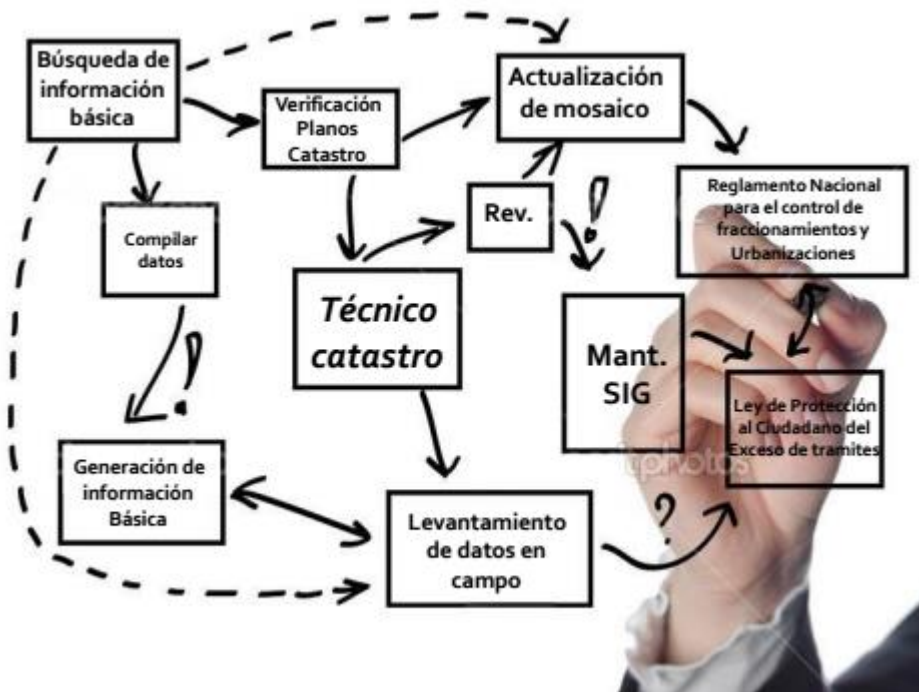 Búsqueda de
información
básica
Verificación
Planos
Catastro
Actualización
de mosaico
Compilar
datos
Rev.
!
Reglamento Nacional
para el control de
fraccionamientos y
Urbanizaciones
Técnico
catastro
Mant.
SIG
!
Ley de Protección
al Ciudadano del
Exceso de tramites
Generación de
información
Básica
Levantamiento
de datos en
campo
?